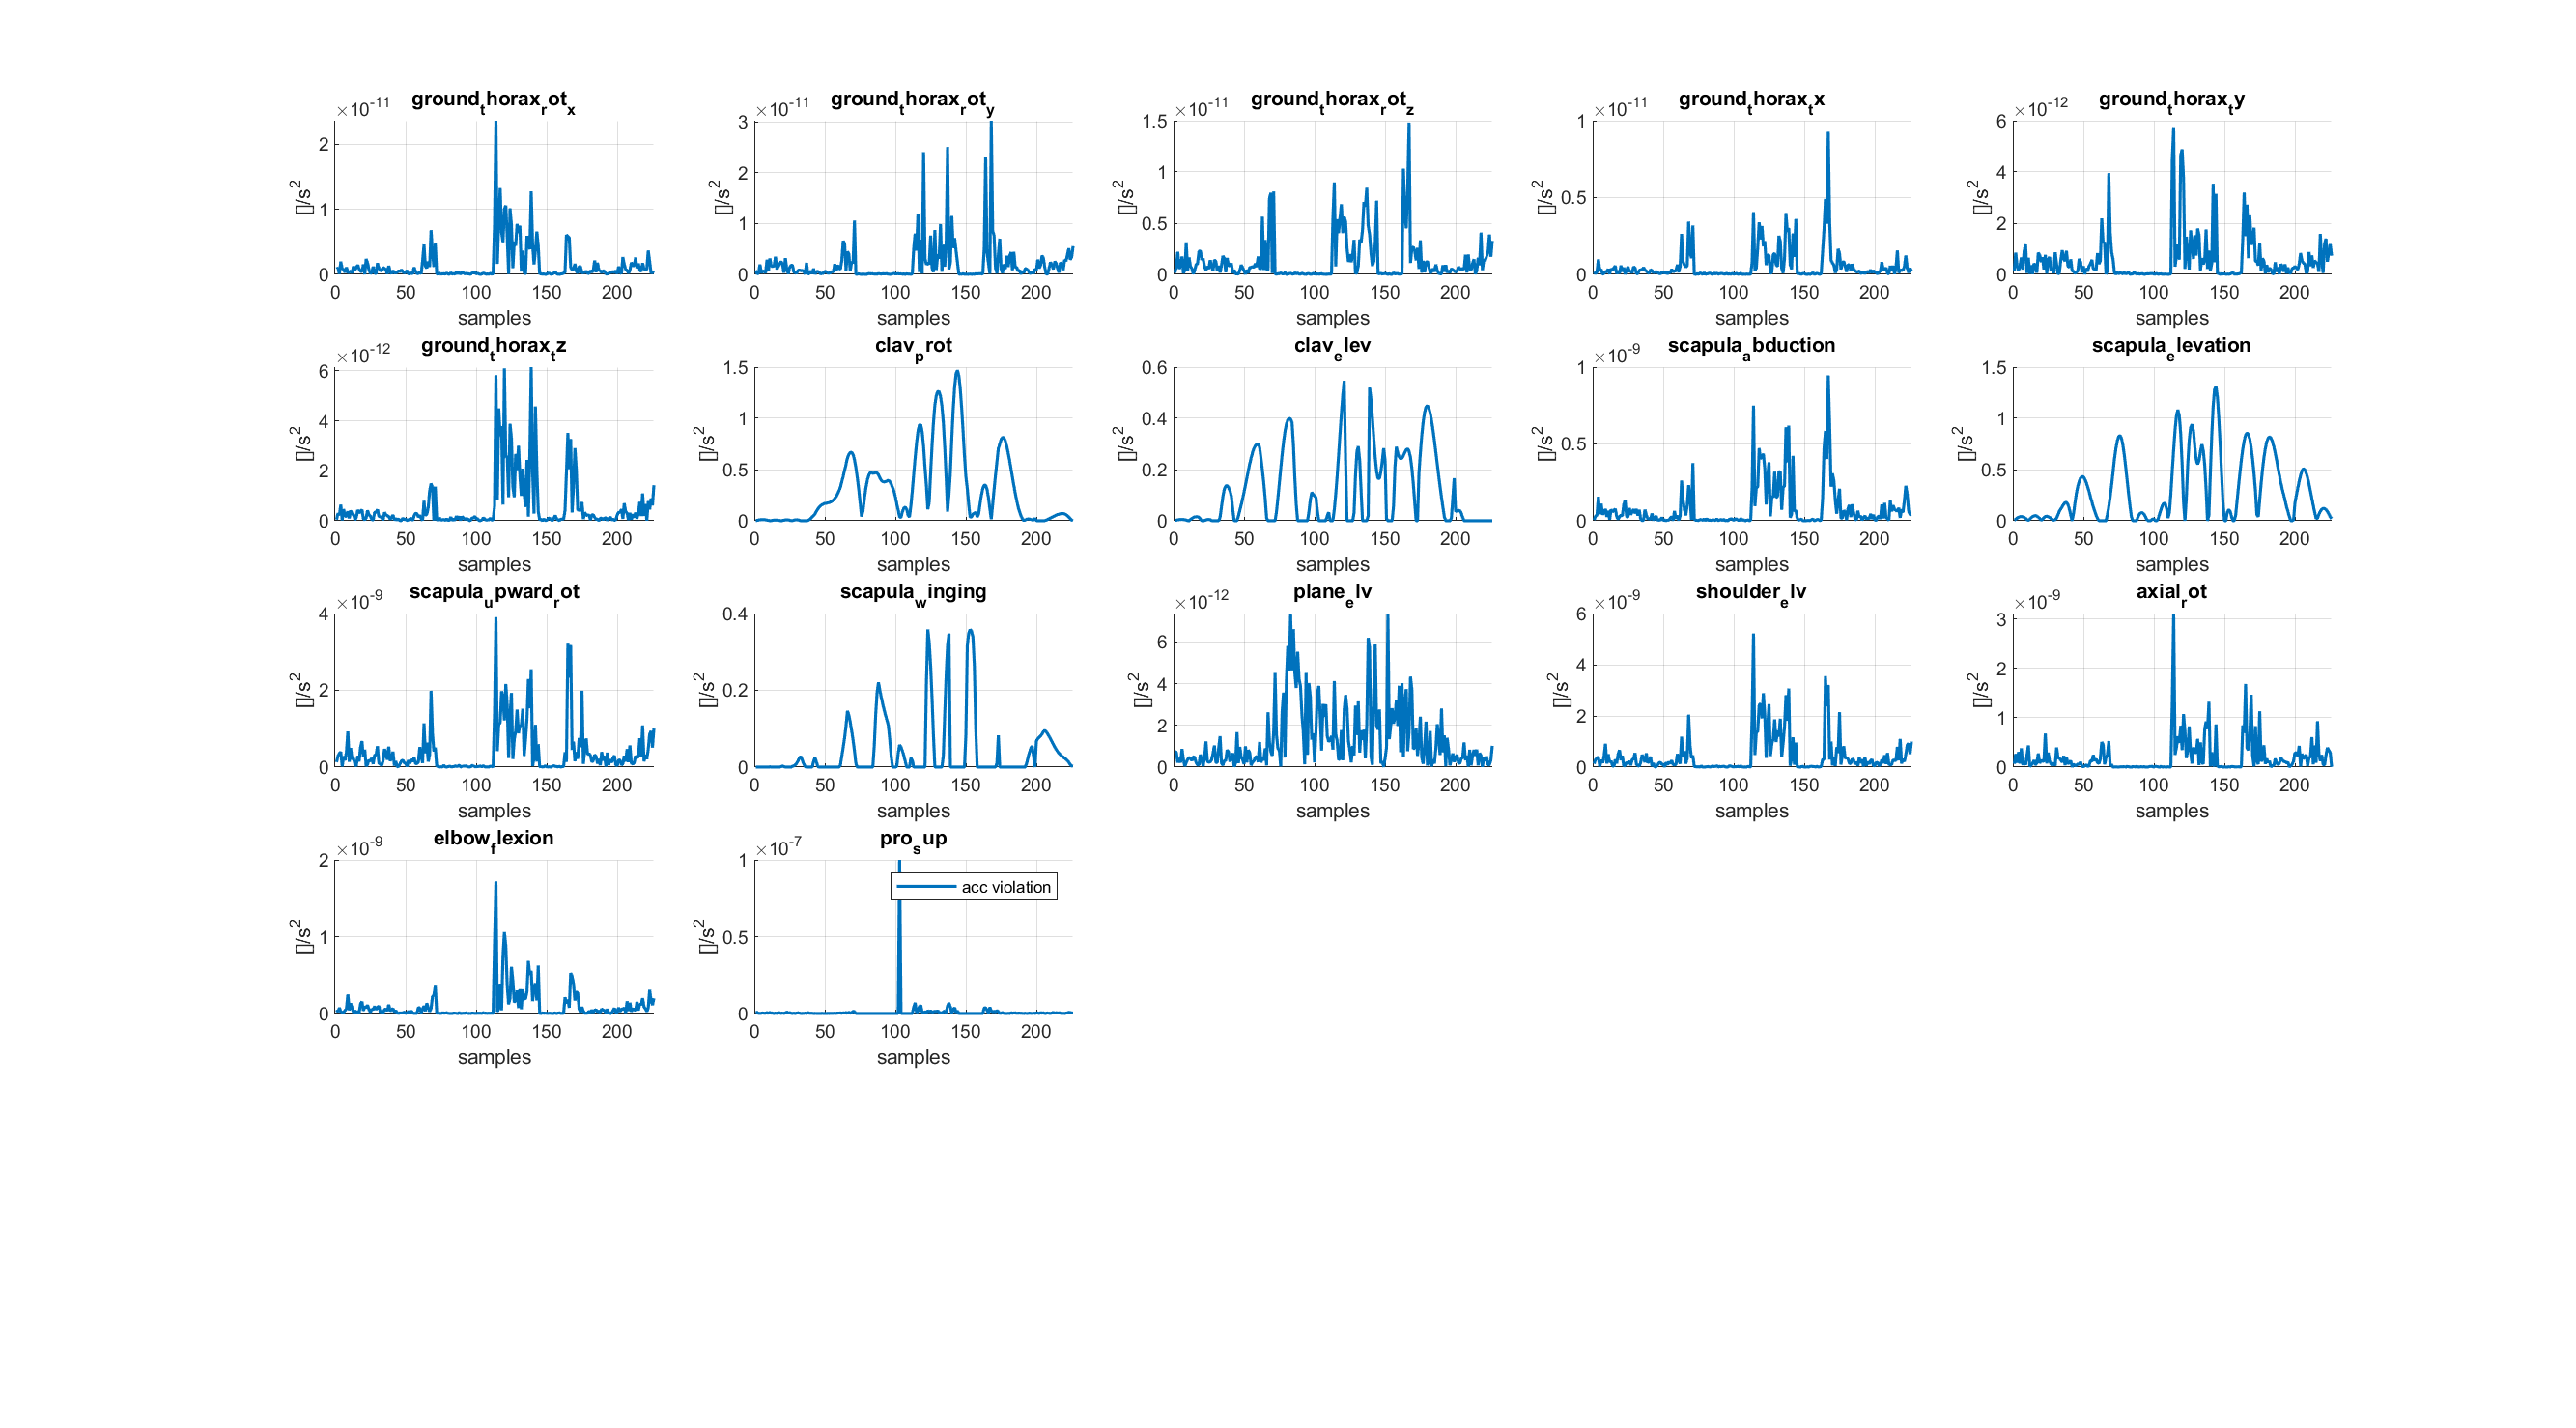 ×10-11 ground_thorax_rot_x
×10-11 ground_thorax_rot_y
×10-11 ground_thorax_rot_z
×10-11 ground_thorax_tx
×10-12 ground_thorax_ty
[]/s2 0 1 2
[]/s2 0 1 2 3
[]/s2 0 0.5 1 1.5
[]/s2 0 0.5 1
[]/s2 0 2 4 6
0 50 100 150 200
0 50 100 150 200
0 50 100 150 200
0 50 100 150 200
0 50 100 150 200
samples
samples
samples
samples
samples
×10-12 ground_thorax_tz
clav_prot
clav_elev
×10-9 scapula_abduction
scapula_elevation
[]/s2 0 2 4 6
[]/s2 0 0.5 1 1.5
[]/s2 0 0.2 0.4 0.6
[]/s2 0 0.5 1
[]/s2 0 0.5 1 1.5
0 50 100 150 200
0 50 100 150 200
0 50 100 150 200
0 50 100 150 200
0 50 100 150 200
samples
samples
samples
samples
samples
×10-9 scapula_upward_rot
scapula_winging
×10-12 plane_elv
×10-9 shoulder_elv
×10-9 axial_rot
[]/s2 0 2 4
[]/s2 0 0.2 0.4
[]/s2 0 2 4 6
[]/s2 0 2 4 6
[]/s2 0 1 2 3
0 50 100 150 200
0 50 100 150 200
0 50 100 150 200
0 50 100 150 200
0 50 100 150 200
samples
samples
samples
samples
samples
×10-9 elbow_flexion
×10-7 pro_sup
[]/s2 0 1 2
[]/s2 0 0.5 1
acc violation
0 50 100 150 200
0 50 100 150 200
samples
samples